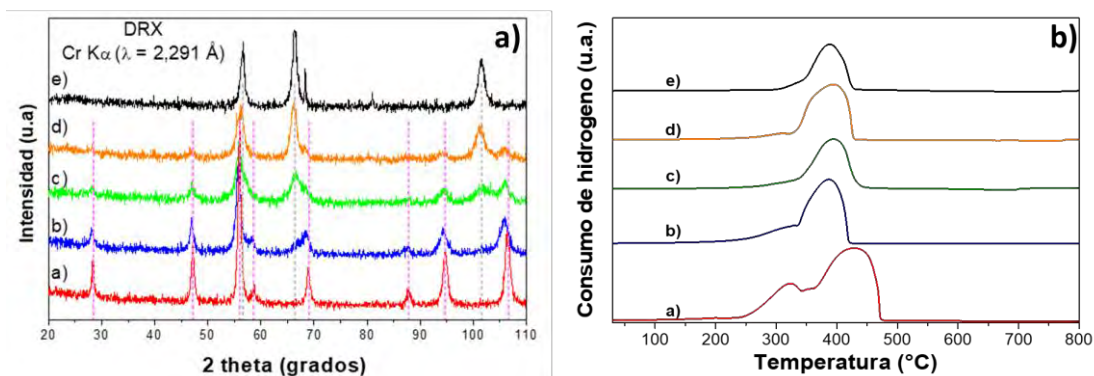 DRX
Cr Kα (λ = 2,291 Å)
a)
e)
d)
c)
b)
a)
Intensidad (u.a)
20 30 40 50 60 70 80 90 100 110
2 theta (grados)
b)
e)
d)
c)
b)
a)
Consumo de hidrogeno (u.a.)
100 200 300 400 500 600 700 800
Temperatura (°C)